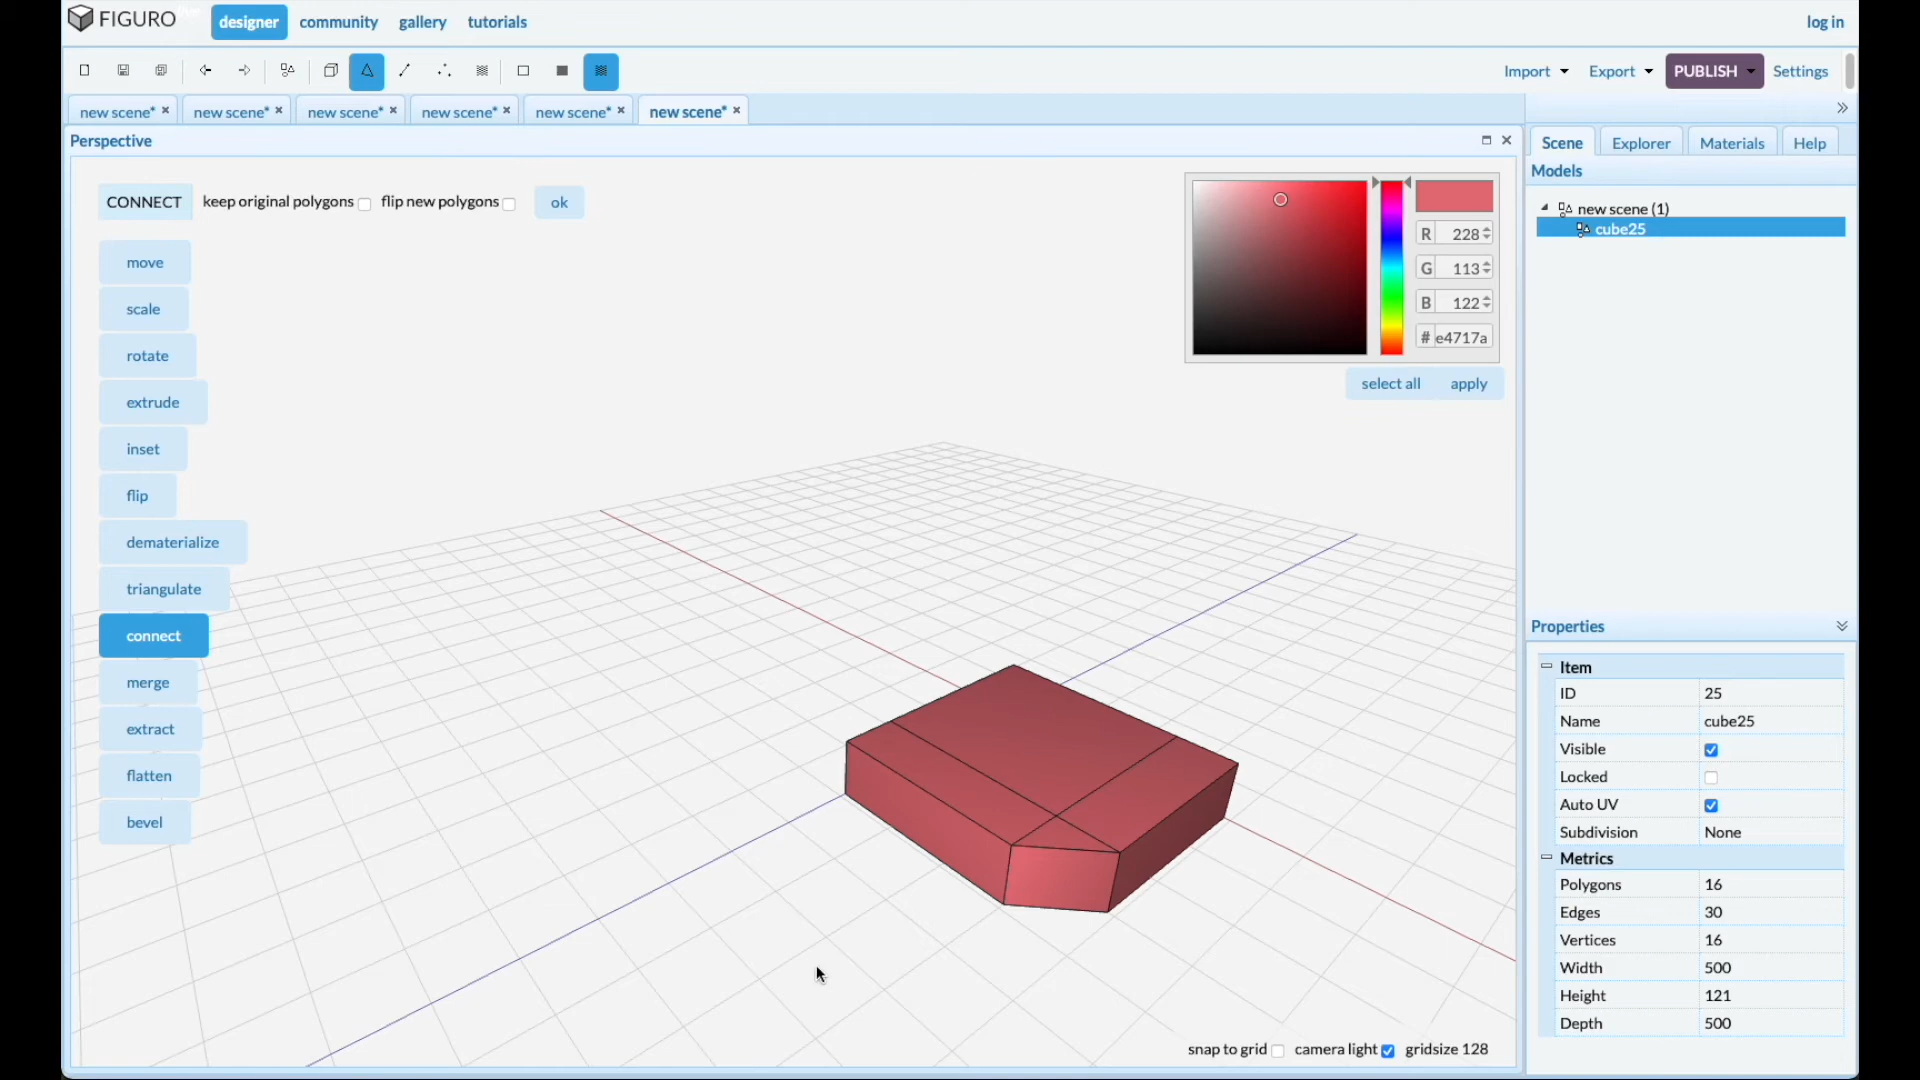 FIGURO designer community gallery tutorials log in
Import Export PUBLISH Settings
new scene* × new scene* × new scene* × new scene* × new scene* × new scene* ×
Perspective
CONNECT keep original polygons flip new polygons ok
move
scale
rotate
extrude
inset
flip
dematerialize
triangulate
connect
merge
extract
flatten
bevel
R 228
G 113
B 122
# e4717a
select all apply
snap to grid camera light gridsize 128
Scene Explorer Materials Help
Models
new scene (1)
cube25
Properties
Item
ID 25
Name cube25
Visible
Locked
Auto UV
Subdivision None
Metrics
Polygons 16
Edges 30
Vertices 16
Width 500
Height 121
Depth 500